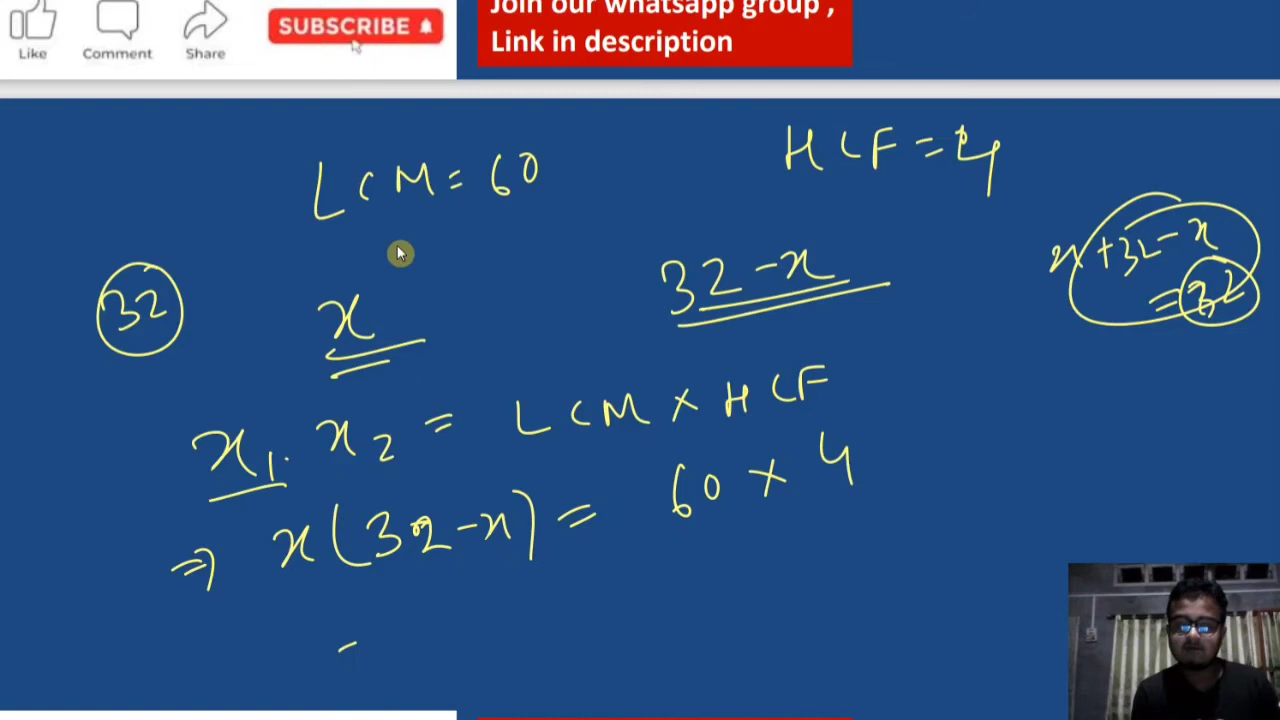 Join our whatsapp group ,
SUBSCRIBE
Link in description
Like Comment Share
LCM = 60
HCF = 4
x + 32 - x
= 32
32
x
32 - x
x₁. x₂ = LCM × HCF
⇒ x(32 - x) = 60 × 4